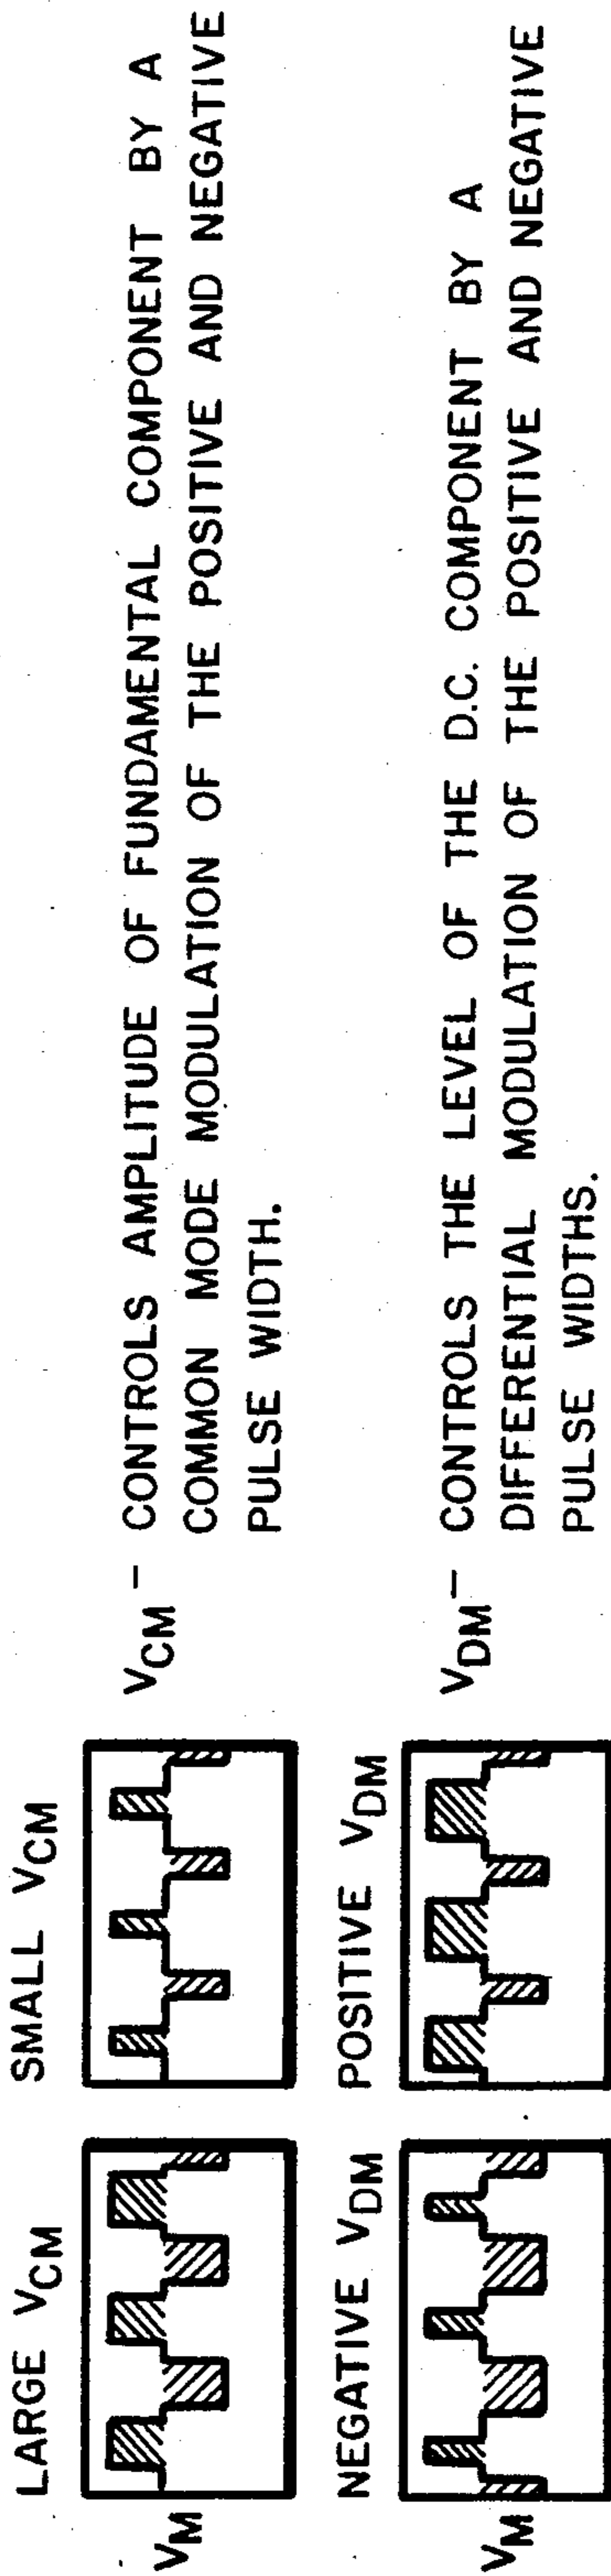 LARGE VCM
SMALL VCM
VM
VCM – CONTROLS AMPLITUDE OF FUNDAMENTAL COMPONENT BY A
COMMON MODE MODULATION OF THE POSITIVE AND NEGATIVE
PULSE WIDTH.
NEGATIVE VDM
POSITIVE VDM
VM
VDM – CONTROLS THE LEVEL OF THE D.C. COMPONENT BY A
DIFFERENTIAL MODULATION OF THE POSITIVE AND NEGATIVE
PULSE WIDTHS.